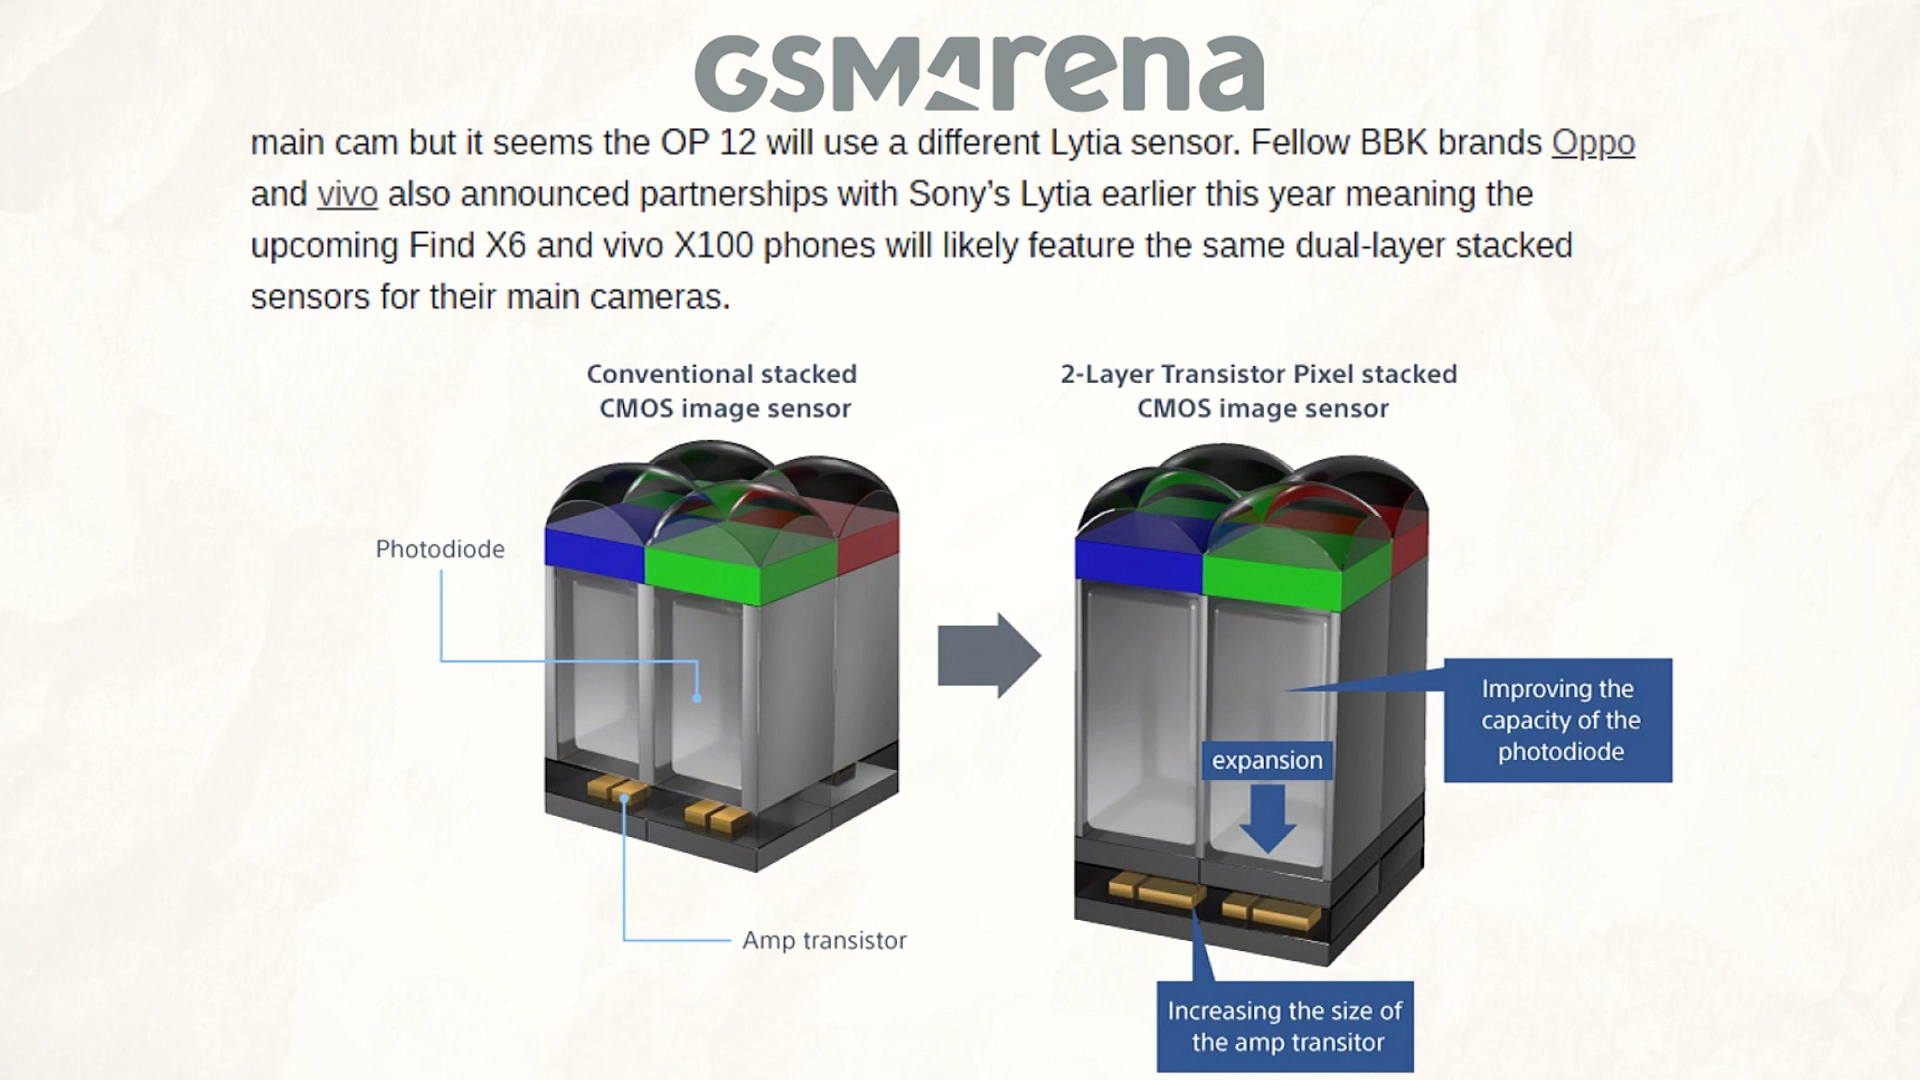 GSMArena
main cam but it seems the OP 12 will use a different Lytia sensor. Fellow BBK brands Oppo
and vivo also announced partnerships with Sony’s Lytia earlier this year meaning the
upcoming Find X6 and vivo X100 phones will likely feature the same dual-layer stacked
sensors for their main cameras.
Conventional stacked
CMOS image sensor
2-Layer Transistor Pixel stacked
CMOS image sensor
Photodiode
Improving the
capacity of the
photodiode
expansion
Amp transistor
Increasing the size of
the amp transitor